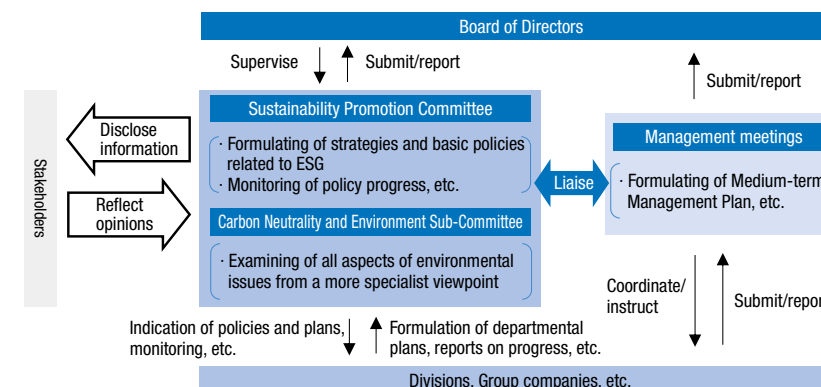 Board of Directors
Supervise
Submit/report
Submit/report
Sustainability Promotion Committee
· Formulating of strategies and basic policies
related to ESG
· Monitoring of policy progress, etc.
Carbon Neutrality and Environment Sub-Committee
· Examining of all aspects of environmental
issues from a more specialist viewpoint
Stakeholders
Disclose
information
Reflect
opinions
Liaise
Management meetings
· Formulating of Medium-term
Management Plan, etc.
Coordinate/
instruct
Submit/repor
Indication of policies and plans,
monitoring, etc.
Formulation of departmental
plans, reports on progress, etc.
Divisions, Group companies, etc.